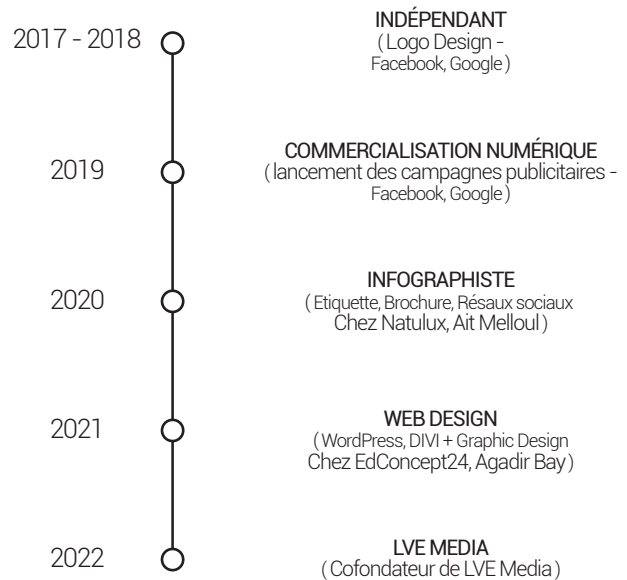 2017 - 2018
INDÉPENDANT
( Logo Design -
Facebook, Google )
2019
COMMERCIALISATION NUMÉRIQUE
( lancement des campagnes publicitaires -
Facebook, Google )
2020
INFOGRAPHISTE
( Etiquette, Brochure, Résaux sociaux
Chez Natulux, Ait Melloul )
2021
WEB DESIGN
( WordPress, DIVI + Graphic Design
Chez EdConcept24, Agadir Bay )
2022
LVE MEDIA
( Cofondateur de LVE Media )